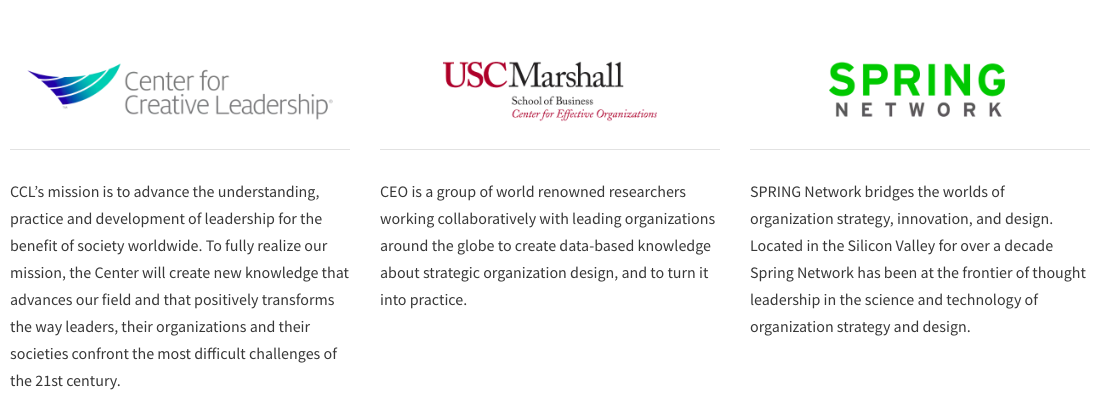 Center for
Creative Leadership®
USC Marshall
School of Business
Center for Effective Organizations
SPRING
NETWORK
CCL’s mission is to advance the understanding,
practice and development of leadership for the
benefit of society worldwide. To fully realize our
mission, the Center will create new knowledge that
advances our field and that positively transforms
the way leaders, their organizations and their
societies confront the most difficult challenges of
the 21st century.
CEO is a group of world renowned researchers
working collaboratively with leading organizations
around the globe to create data-based knowledge
about strategic organization design, and to turn it
into practice.
SPRING Network bridges the worlds of
organization strategy, innovation, and design.
Located in the Silicon Valley for over a decade
Spring Network has been at the frontier of thought
leadership in the science and technology of
organization strategy and design.